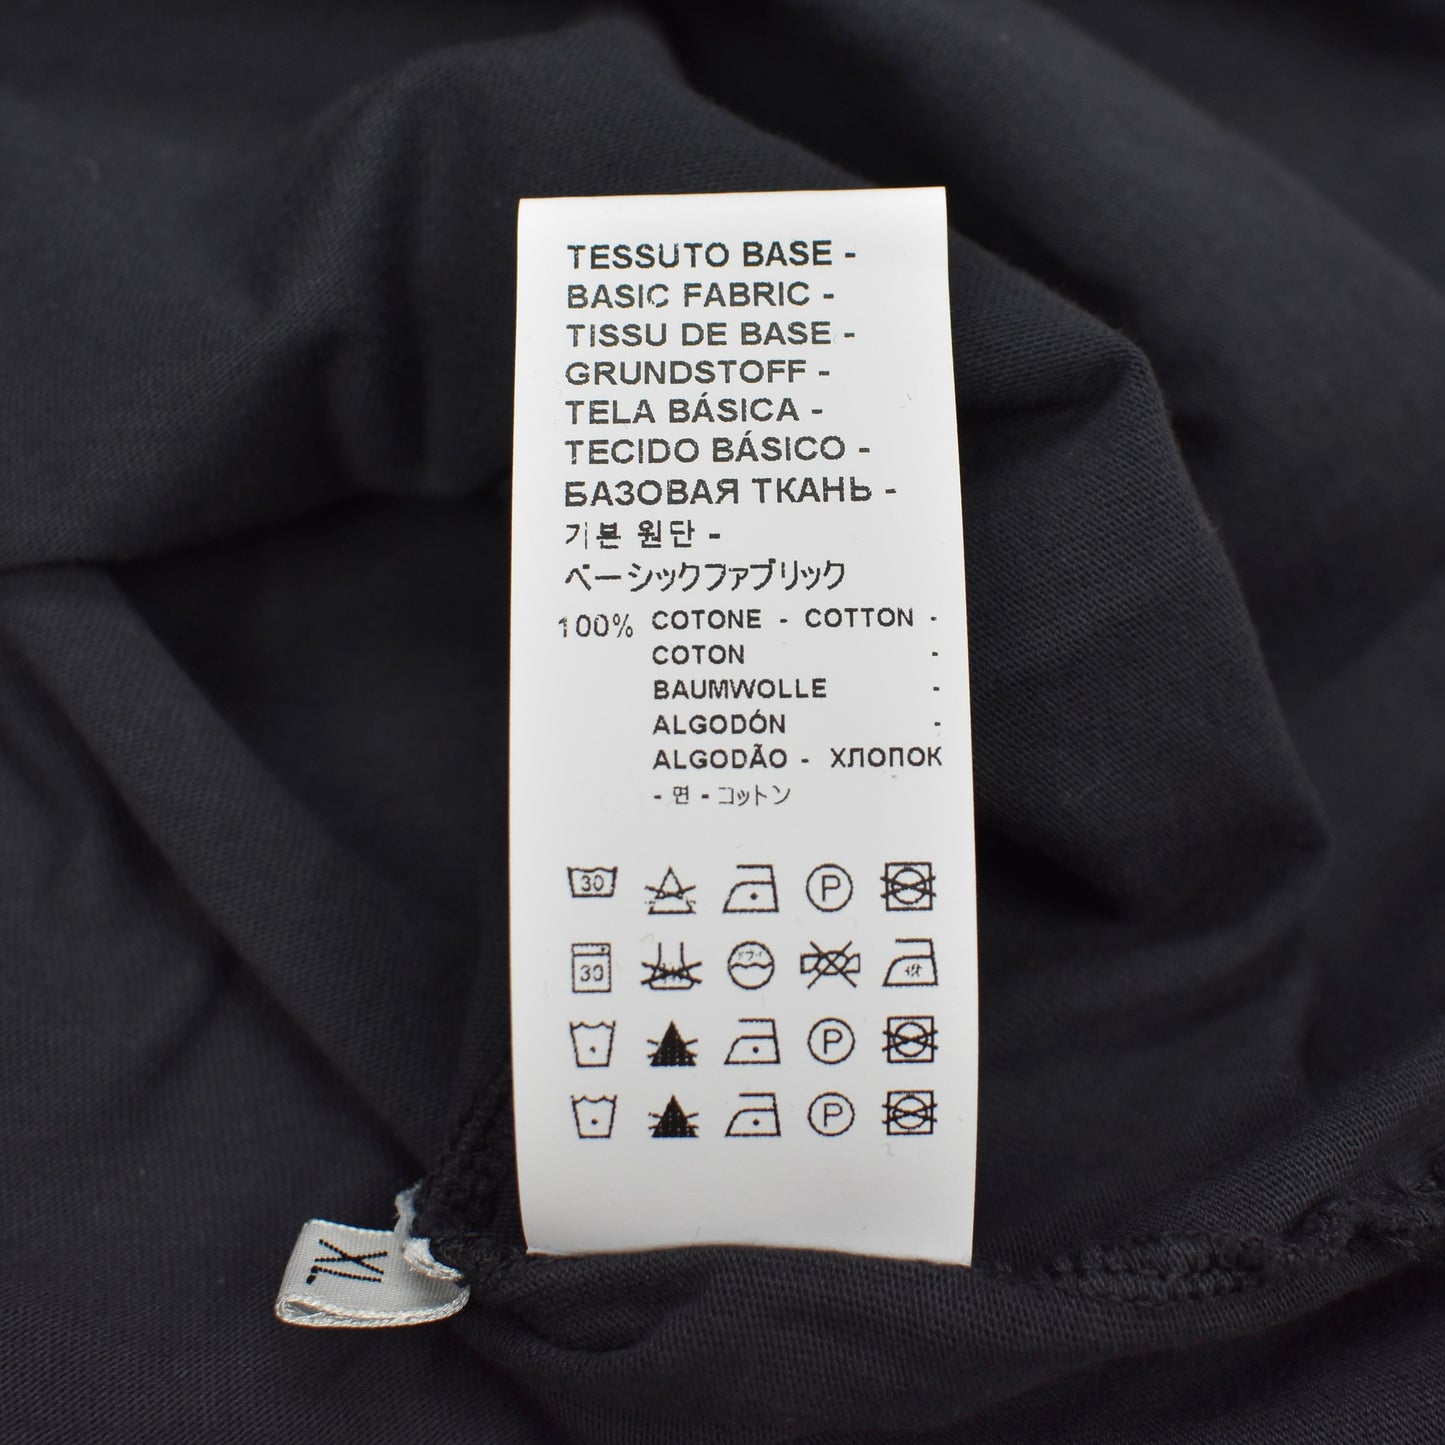 TESSUTO BASE -
BASIC FABRIC -
TISSU DE BASE -
GRUNDSTOFF -
TELA BÁSICA -
TECIDO BÁSICO -
БАЗОВАЯ ТКАНЬ -
기본 원단 -
ベーシックファブリック
100% COTONE - COTTON -
COTON -
BAUMWOLLE -
ALGODÓN -
ALGODÃO - ХЛОПОК
- 면 - コットン
30 P
30
P
P
XL